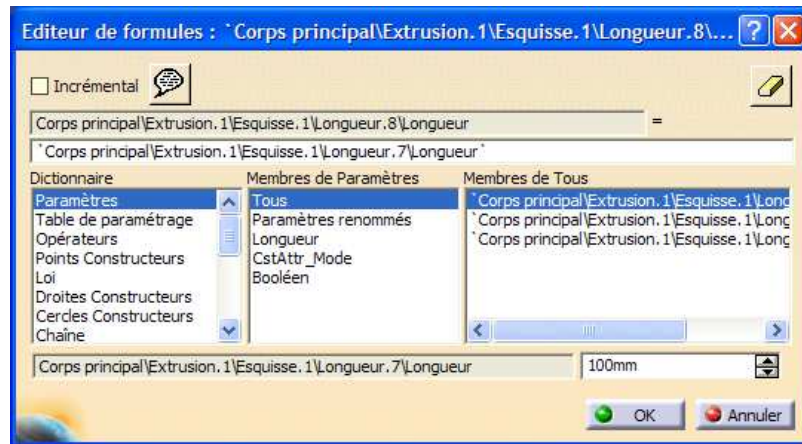 Editeur de formules : `Corps principal\Extrusion.1\Esquisse.1\Longueur.8\...
Incrémental
Corps principal\Extrusion.1\Esquisse.1\Longueur.8\Longueur =
`Corps principal\Extrusion.1\Esquisse.1\Longueur.7\Longueur`
Dictionnaire Membres de Paramètres Membres de Tous
Paramètres Tous `Corps principal\Extrusion.1\Esquisse.1\Long
Table de paramétrage Paramètres renommés `Corps principal\Extrusion.1\Esquisse.1\Long
Opérateurs Longueur `Corps principal\Extrusion.1\Esquisse.1\Long
Points Constructeurs CstAttr_Mode
Loi Booléen
Droites Constructeurs
Cercles Constructeurs
Chaîne
Corps principal\Extrusion.1\Esquisse.1\Longueur.7\Longueur 100mm
OK Annuler